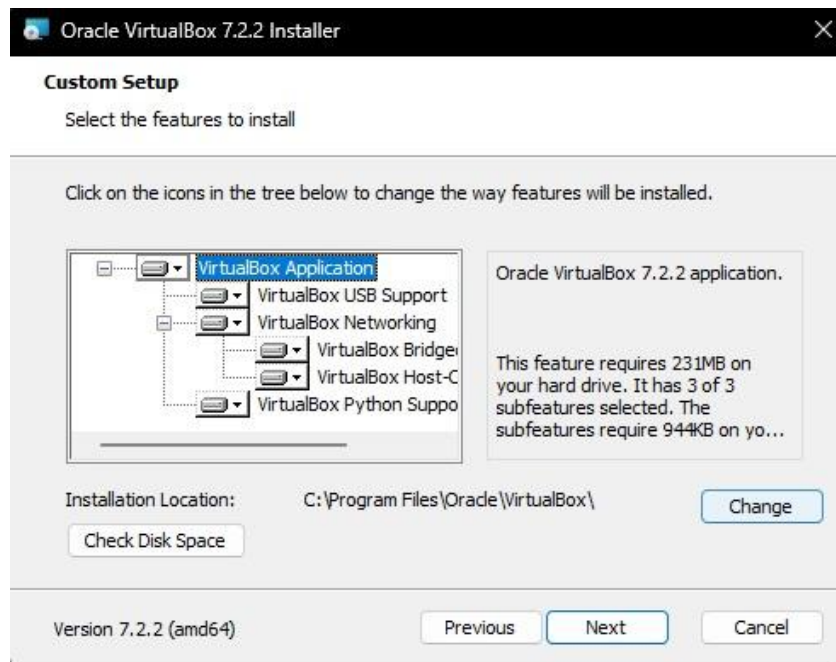 Oracle VirtualBox 7.2.2 Installer
Custom Setup
Select the features to install
Click on the icons in the tree below to change the way features will be installed.
VirtualBox Application
VirtualBox USB Support
VirtualBox Networking
VirtualBox Bridge
VirtualBox Host-C
VirtualBox Python Suppo
Oracle VirtualBox 7.2.2 application.
This feature requires 231MB on
your hard drive. It has 3 of 3
subfeatures selected. The
subfeatures require 944KB on yo...
Installation Location: C:\Program Files\Oracle\VirtualBox\ Change
Check Disk Space
Version 7.2.2 (amd64) Previous Next Cancel